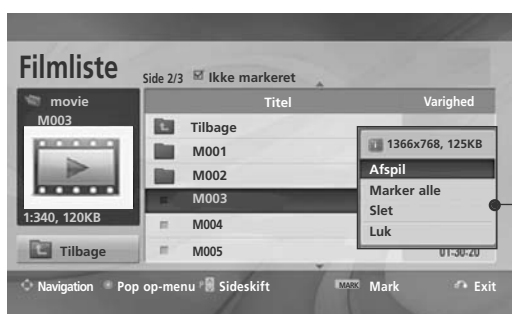 Filmliste
Side 2/3 Ikke markeret
movie
M003
1:340, 120KB
Tilbage
Titel Varighed
Tilbage
M001
M002
M003
M004
M005 01:30:20
1366x768, 125KB
Afspil
Marker alle
Slet
Luk
Navigation Pop op-menu P Sideskift MARK Mark Exit